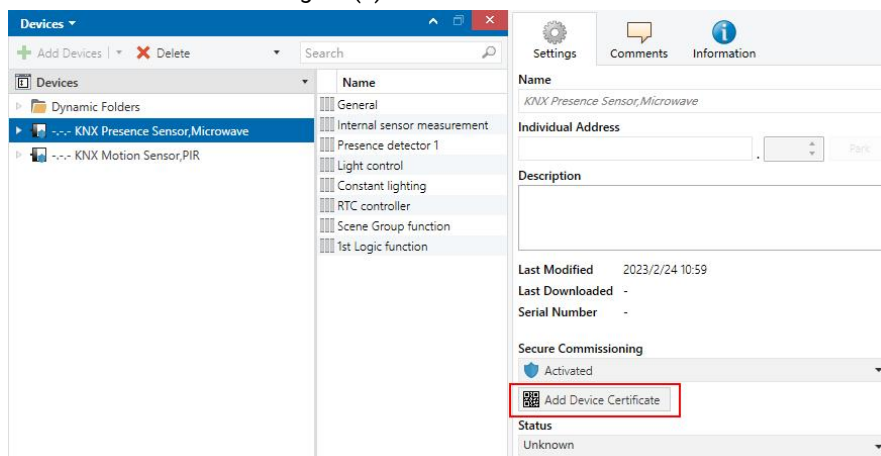 Devices
Add Devices
Delete
Search
Devices
Dynamic Folders
-.-.- KNX Presence Sensor,Microwave
-.-.- KNX Motion Sensor,PIR
Name
General
Internal sensor measurement
Presence detector 1
Light control
Constant lighting
RTC controller
Scene Group function
1st Logic function
Settings
Comments
Information
Name
KNX Presence Sensor,Microwave
Individual Address
.
Park
Description
Last Modified 2023/2/24 10:59
Last Downloaded -
Serial Number -
Secure Commissioning
Activated
Add Device Certificate
Status
Unknown